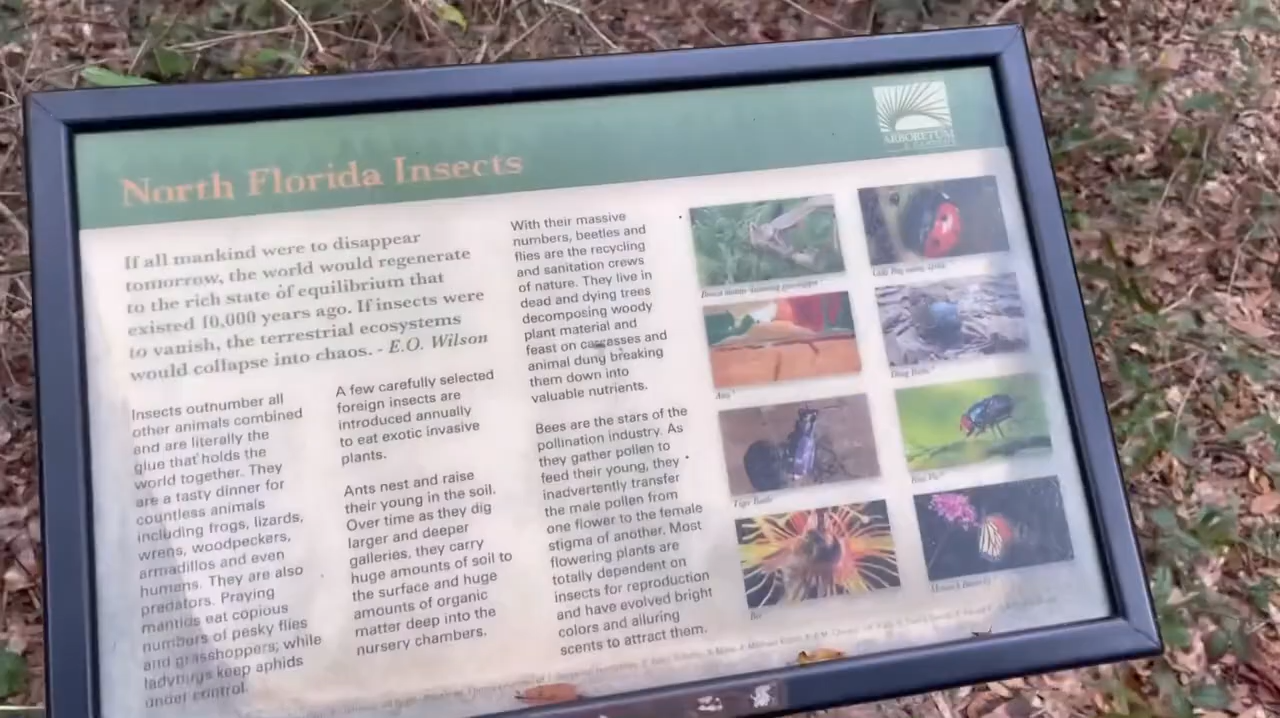 ARBORETUM
North Florida Insects
If all mankind were to disappear
tomorrow, the world would regenerate
to the rich state of equilibrium that
existed 10,000 years ago. If insects were
to vanish, the terrestrial ecosystems
would collapse into chaos. - E.O. Wilson
Insects outnumber all
other animals combined
and are literally the
glue that holds the
world together. They
are a tasty dinner for
countless animals
including frogs, lizards,
wrens, woodpeckers,
armadillos and even
humans. They are also
predators. Praying
mantids eat copious
numbers of pesky flies
and grasshoppers; while
ladybugs keep aphids
under control.
A few carefully selected
foreign insects are
introduced annually
to eat exotic invasive
plants.
Ants nest and raise
their young in the soil.
Over time as they dig
larger and deeper
galleries, they carry
huge amounts of soil to
the surface and huge
amounts of organic
matter deep into the
nursery chambers.
With their massive
numbers, beetles and
flies are the recycling
and sanitation crews
of nature. They live in
dead and dying trees
decomposing woody
plant material and
feast on carcasses and
animal dung breaking
them down into
valuable nutrients.
Bees are the stars of the
pollination industry. As
they gather pollen to
feed their young, they
inadvertently transfer
the male pollen from
one flower to the female
stigma of another. Most
flowering plants are
totally dependent on
insects for reproduction
and have evolved bright
colors and alluring
scents to attract them.
Tiger Beetle
Bee
Monarch Butterfly